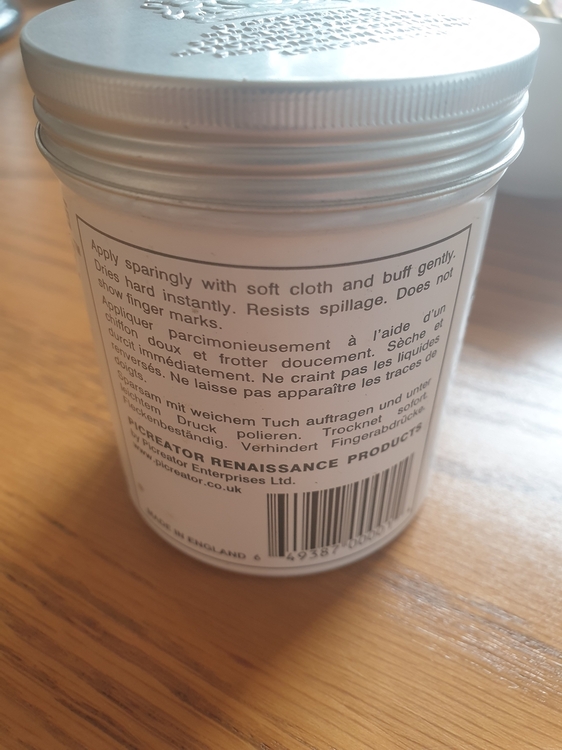 Apply sparingly with soft cloth and buff gently.
Dries hard instantly. Resists spillage. Does not
show finger marks.
Appliquer parcimonieusement à l'aide d'un
chiffon doux et frotter doucement. Sèche et
durcit immédiatement. Ne craint pas les liquides
renversés. Ne laisse pas apparaître les traces de
doigts.
Sparsam mit weichem Tuch auftragen und unter
leichtem Druck polieren. Trocknet sofort.
Fleckenbeständig. Verhindert Fingerabdrücke.
PICREATOR RENAISSANCE PRODUCTS
By Picreator Enterprises Ltd.
www.picreator.co.uk
MADE IN ENGLAND 6